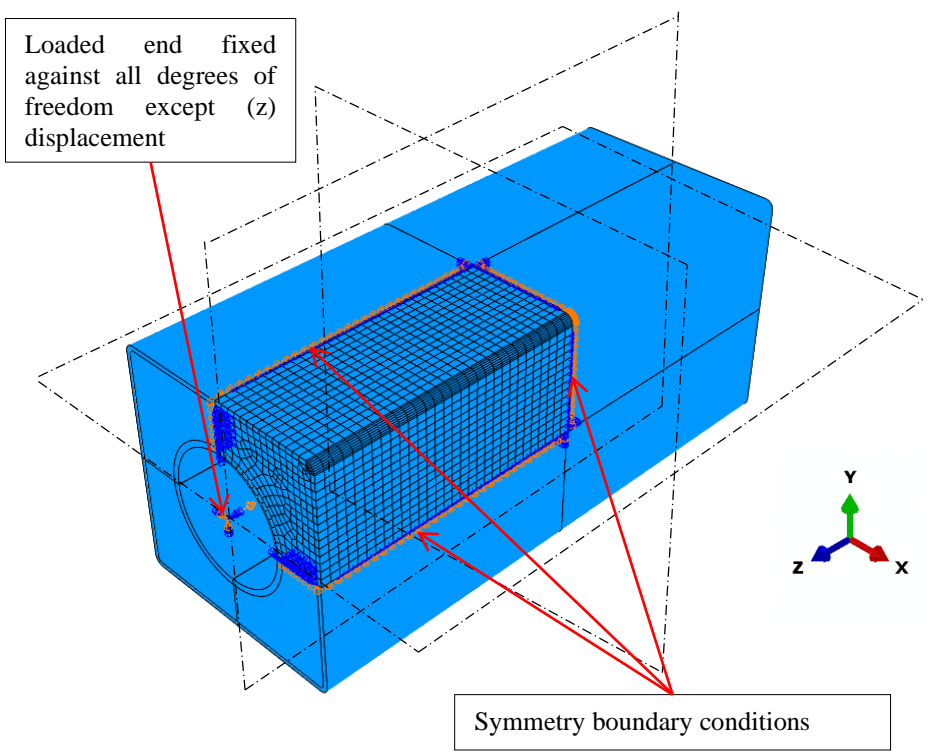 Loaded end fixed
against all degrees of
freedom except (z)
displacement
Y
Z
X
Symmetry boundary conditions